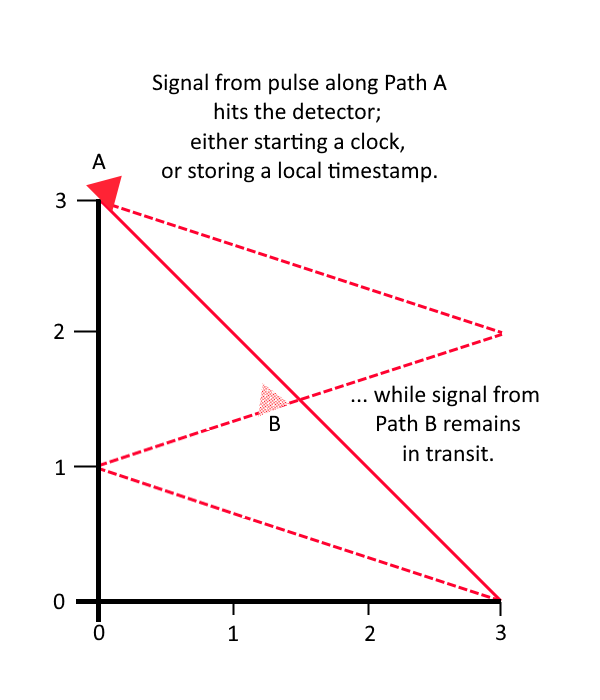 Signal from pulse along Path A
hits the detector;
either starting a clock,
or storing a local timestamp.
A
3
2
... while signal from
Path B remains
in transit.
B
1
0
0
1
2
3